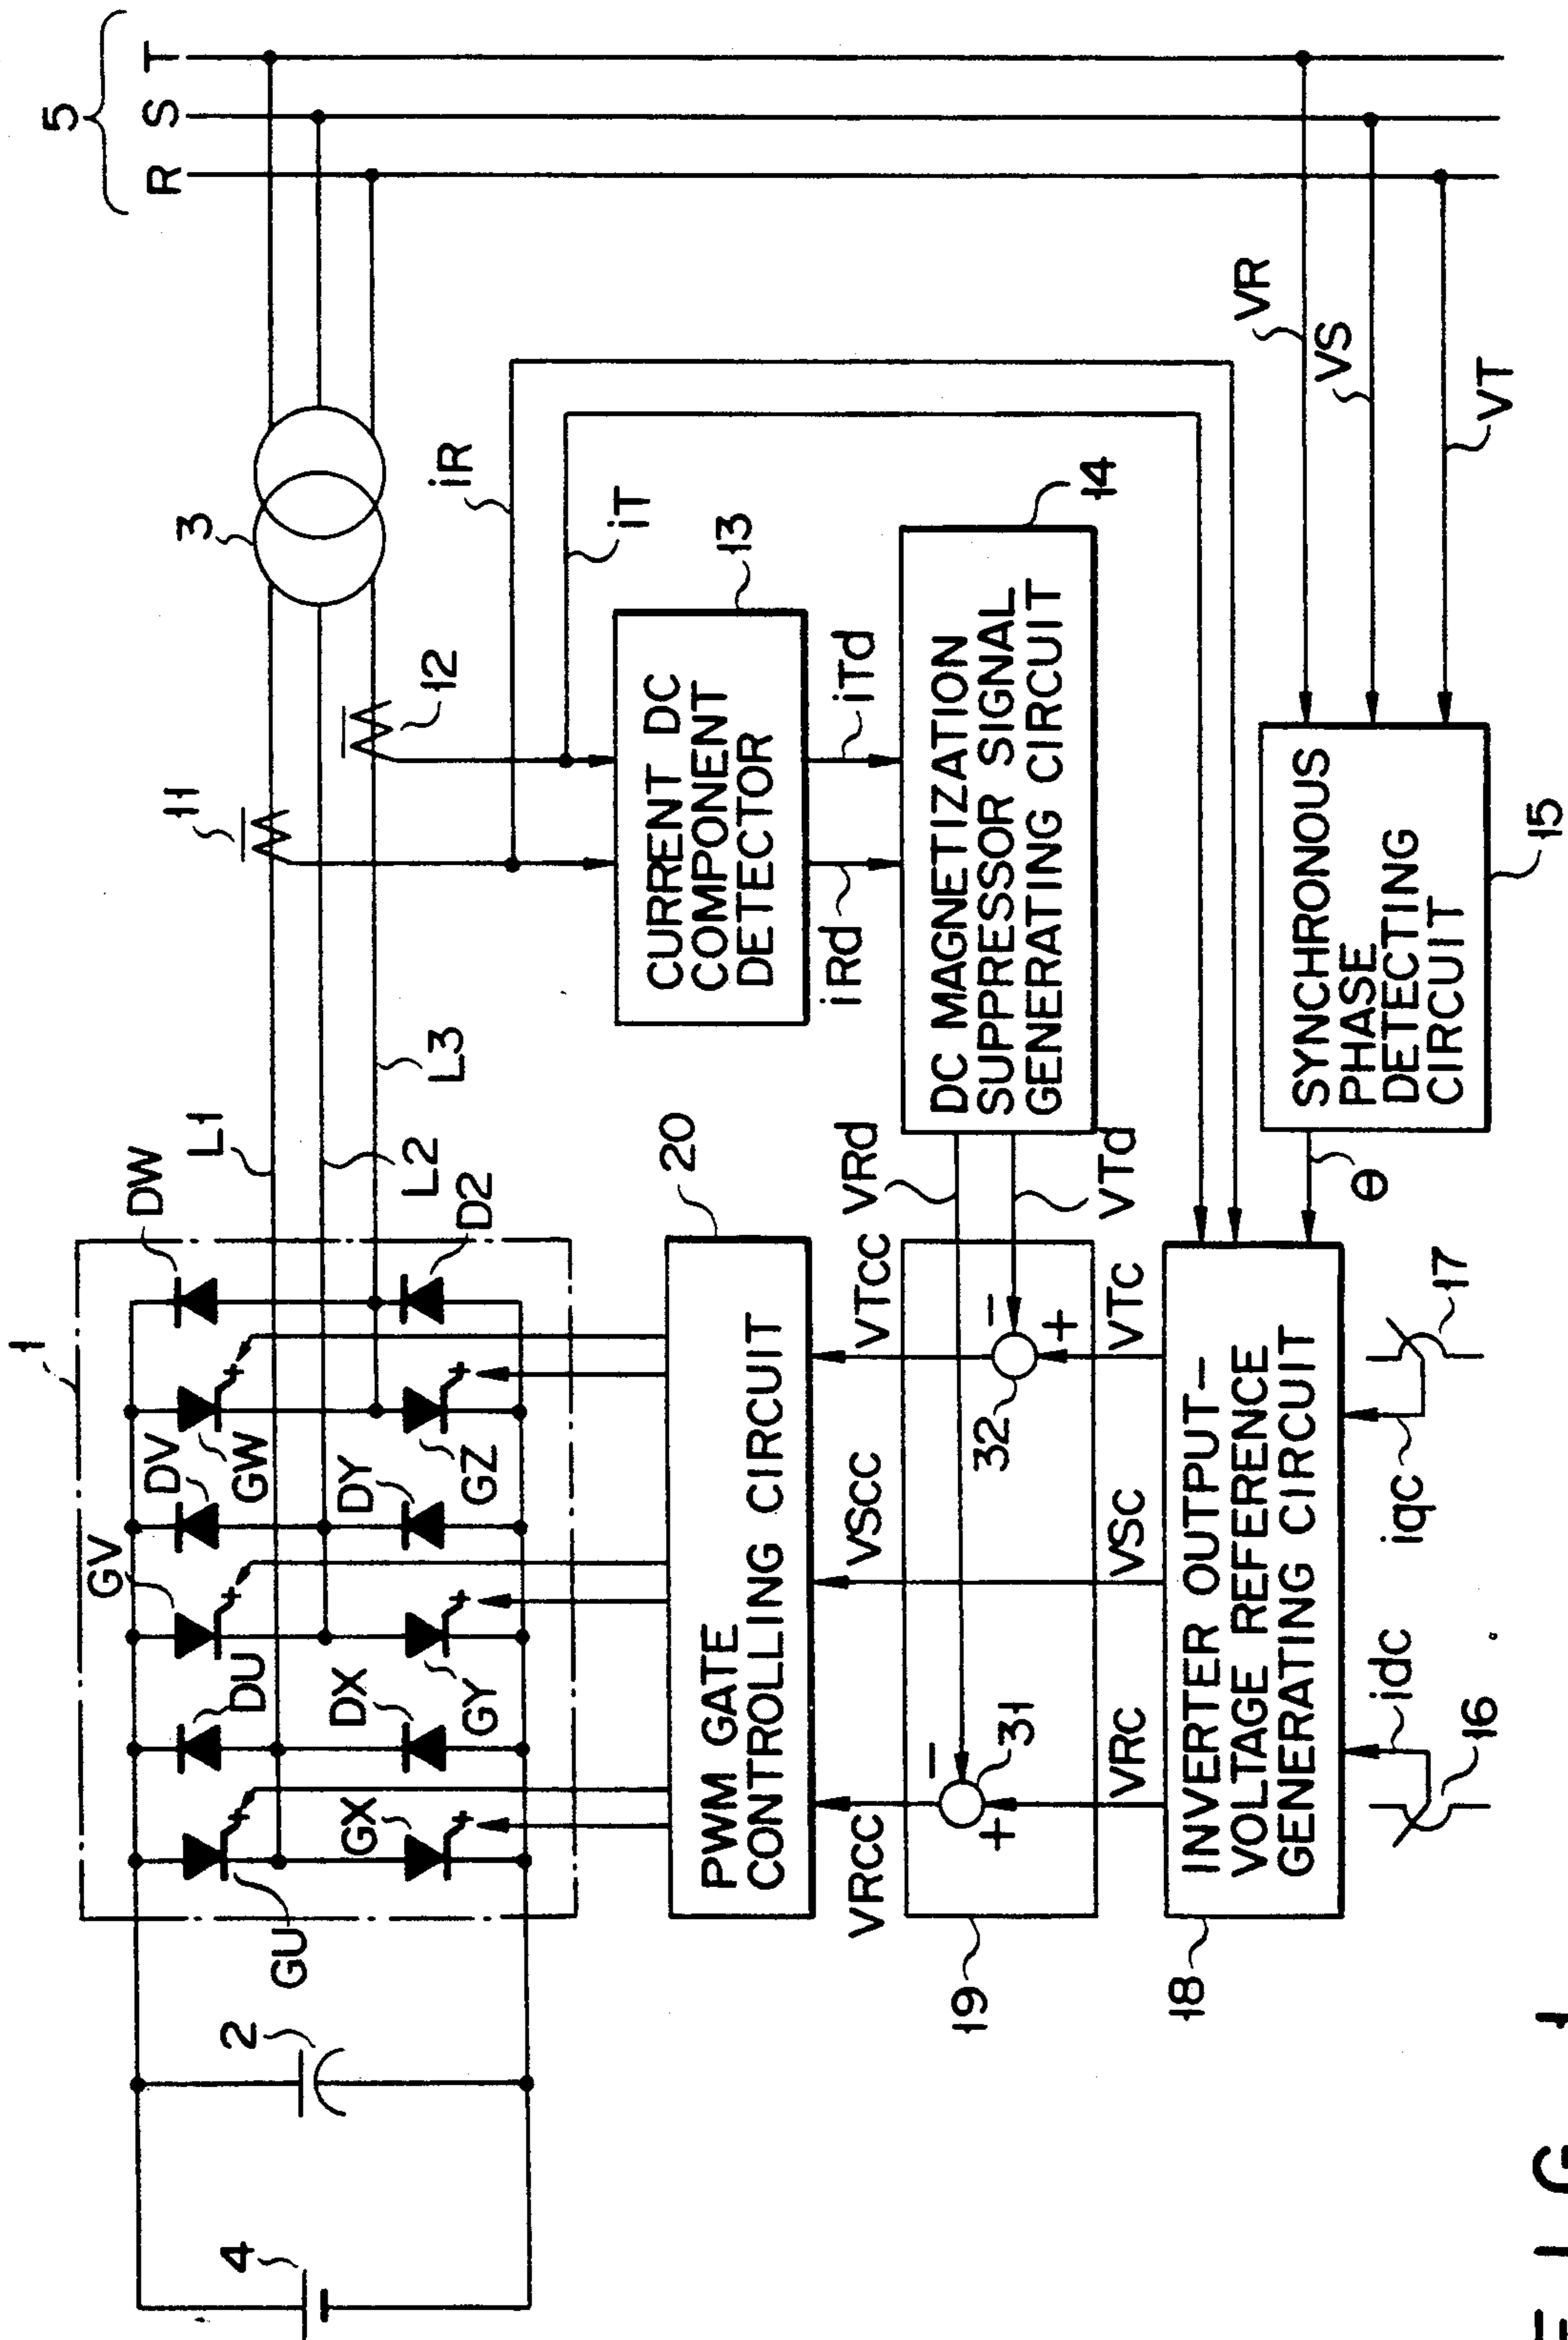 5
R S T
1
DW
L1
L2
L3
D2
DV
GW
GZ
DY
GV
DU
DX
GY
GX
GU
2
4
3
11
12
iR
iT
13
CURRENT DC
COMPONENT
DETECTOR
iRd
iTd
14
DC MAGNETIZATION
SUPPRESSOR SIGNAL
GENERATING CIRCUIT
VR
VS
VT
SYNCHRONOUS
PHASE
DETECTING
CIRCUIT
15
θ
20
PWM GATE
CONTROLLING CIRCUIT
VRd
VTd
VRCC
VSCC
VTCC
31
32
+
−
+
−
19
VRC
VSC
VTC
18
INVERTER OUTPUT-
VOLTAGE REFERENCE
GENERATING CIRCUIT
idc
16
iqc
17